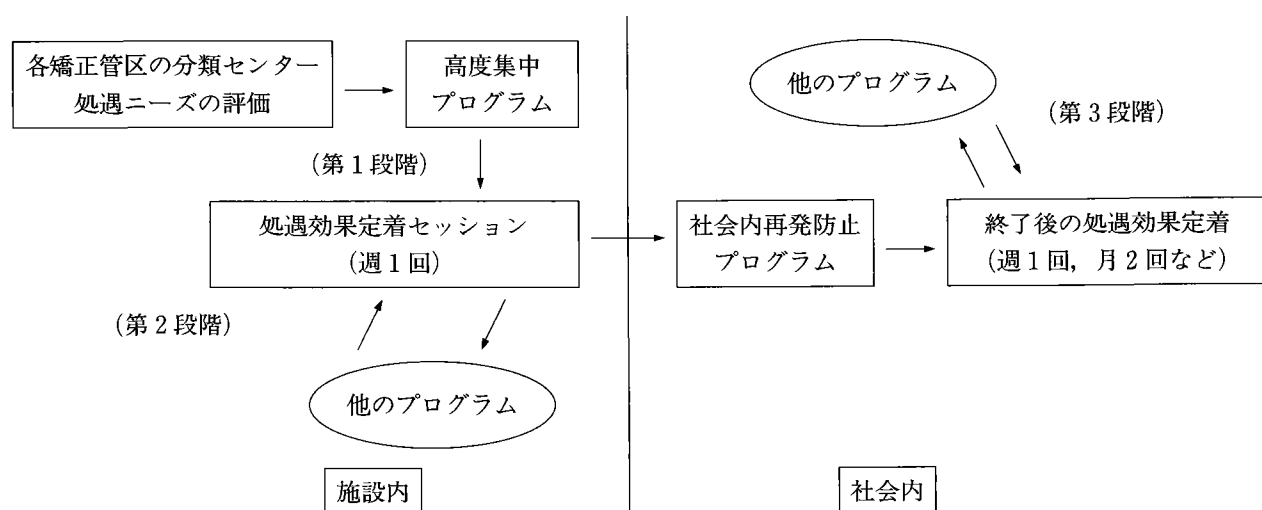 各矯正管区の分類センター
処遇ニーズの評価
高度集中
プログラム
(第1段階)
処遇効果定着セッション
(週1回)
(第2段階)
他のプログラム
施設内
他のプログラム
(第3段階)
社会内再発防止
プログラム
終了後の処遇効果定着
(週1回，月2回など)
社会内